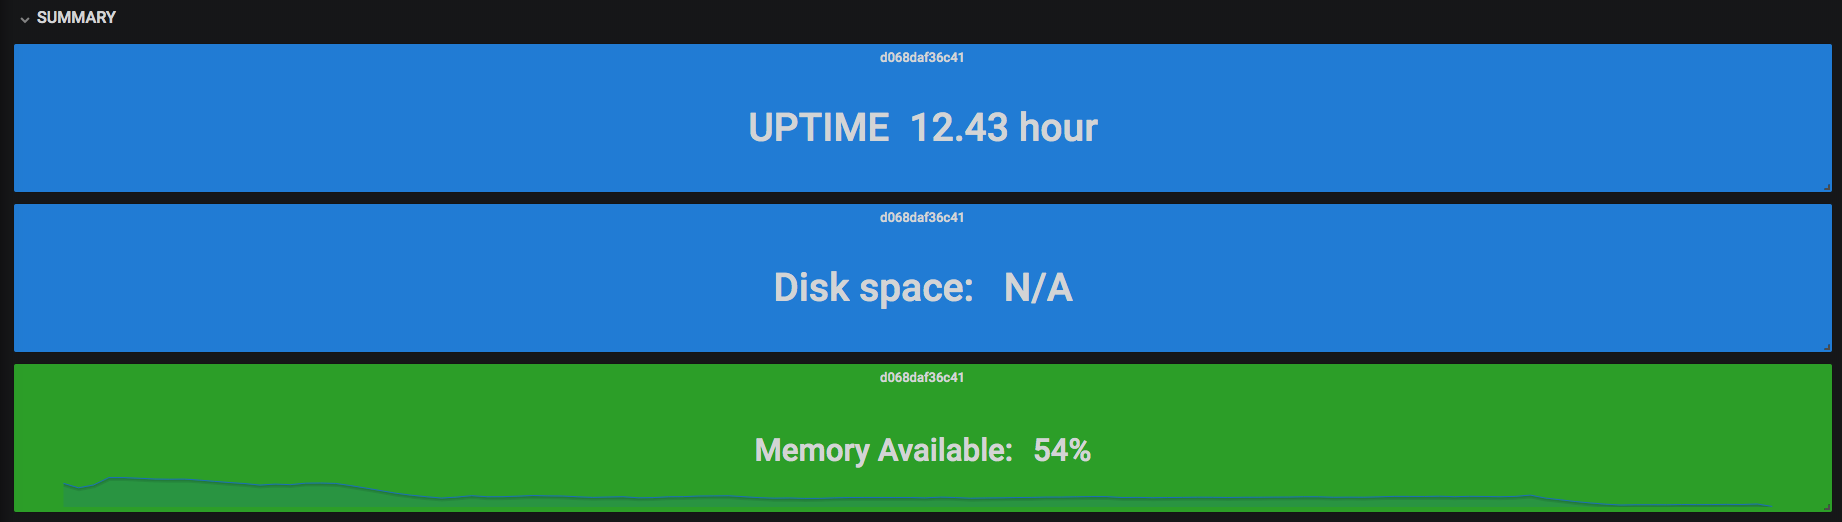 SUMMARY
d068daf36c41
UPTIME 12.43 hour
d068daf36c41
Disk space: N/A
d068daf36c41
Memory Available: 54%